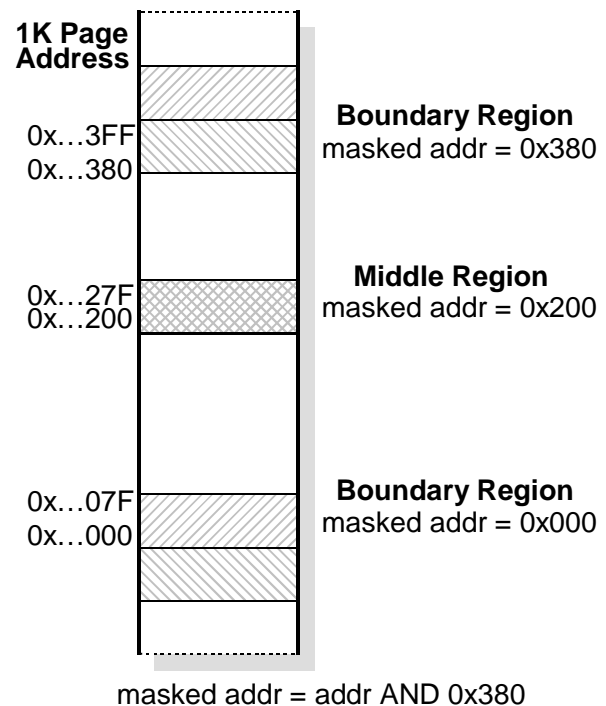 1K Page
Address
0x…3FF
0x…380
Boundary Region
masked addr = 0x380
0x…27F
0x…200
Middle Region
masked addr = 0x200
0x…07F
0x…000
Boundary Region
masked addr = 0x000
masked addr = addr AND 0x380